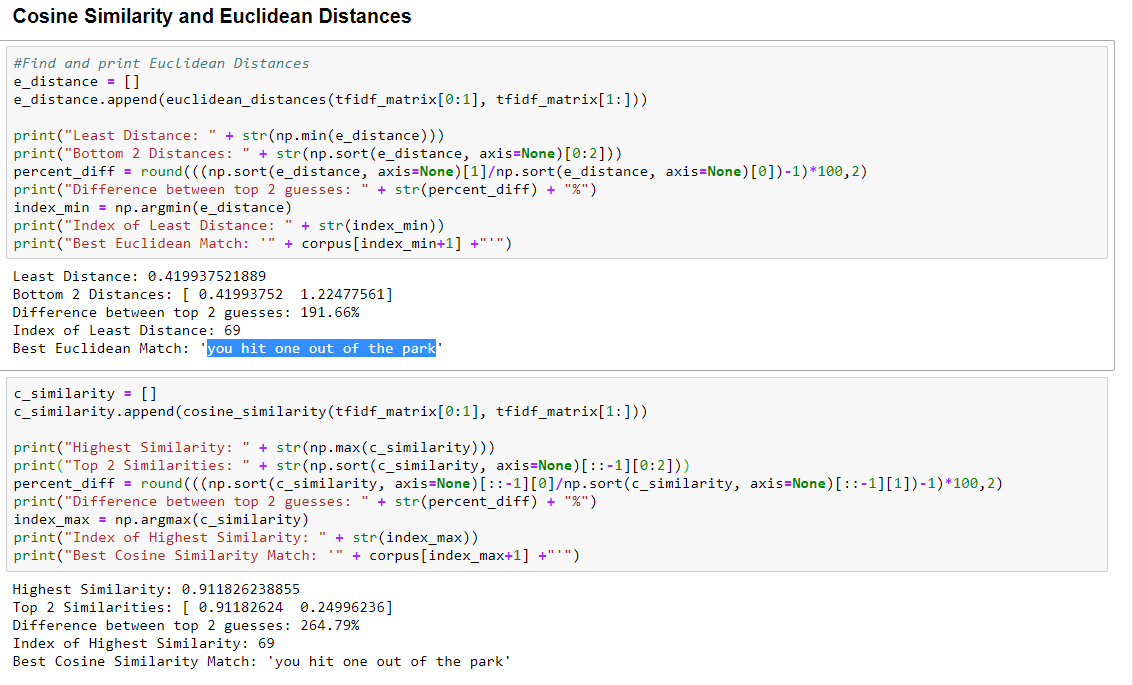 Cosine Similarity and Euclidean Distances
#Find and print Euclidean Distances
e_distance = []
e_distance.append(euclidean_distances(tfidf_matrix[0:1], tfidf_matrix[1:]))
print("Least Distance: " + str(np.min(e_distance)))
print("Bottom 2 Distances: " + str(np.sort(e_distance, axis=None)[0:2]))
percent_diff = round(((np.sort(e_distance, axis=None)[1]/np.sort(e_distance, axis=None)[0])-1)*100,2)
print("Difference between top 2 guesses: " + str(percent_diff) + "%")
index_min = np.argmin(e_distance)
print("Index of Least Distance: " + str(index_min))
print("Best Euclidean Match: '" + corpus[index_min+1] +"'")
Least Distance: 0.419937521889
Bottom 2 Distances: [ 0.41993752  1.22477561]
Difference between top 2 guesses: 191.66%
Index of Least Distance: 69
Best Euclidean Match: 'you hit one out of the park'
c_similarity = []
c_similarity.append(cosine_similarity(tfidf_matrix[0:1], tfidf_matrix[1:]))
print("Highest Similarity: " + str(np.max(c_similarity)))
print("Top 2 Similarities: " + str(np.sort(c_similarity, axis=None)[::-1][0:2]))
percent_diff = round(((np.sort(c_similarity, axis=None)[::-1][0]/np.sort(c_similarity, axis=None)[::-1][1])-1)*100,2)
print("Difference between top 2 guesses: " + str(percent_diff) + "%")
index_max = np.argmax(c_similarity)
print("Index of Highest Similarity: " + str(index_max))
print("Best Cosine Similarity Match: '" + corpus[index_max+1] +"'")
Highest Similarity: 0.911826238855
Top 2 Similarities: [ 0.91182624  0.24996236]
Difference between top 2 guesses: 264.79%
Index of Highest Similarity: 69
Best Cosine Similarity Match: 'you hit one out of the park'